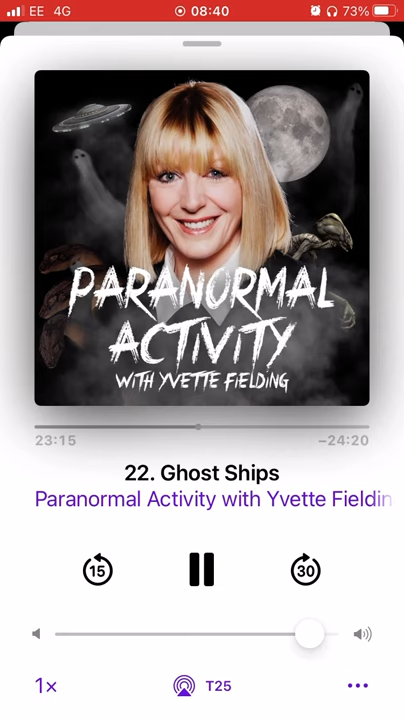 EE 4G 08:40 73%
PARANORMAL
ACTIVITY
WITH YVETTE FIELDING
23:15 –24:20
22. Ghost Ships
Paranormal Activity with Yvette Fieldin
15 30
1× T25